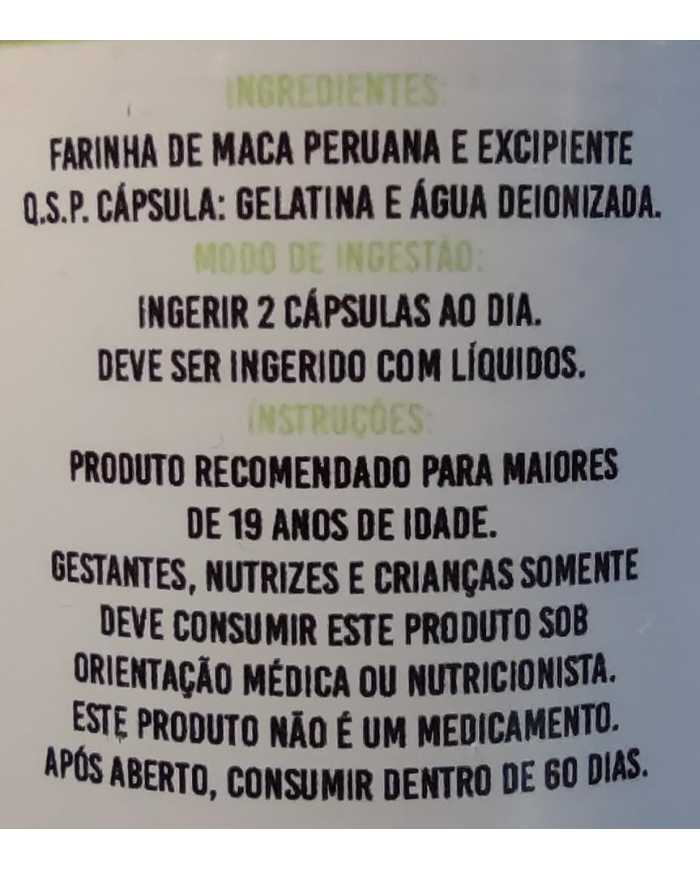 INGREDIENTES:
FARINHA DE MACA PERUANA E EXCIPIENTE
Q.S.P. CÁPSULA: GELATINA E ÁGUA DEIONIZADA.
MODO DE INGESTÃO:
INGERIR 2 CÁPSULAS AO DIA.
DEVE SER INGERIDO COM LÍQUIDOS.
INSTRUÇÕES:
PRODUTO RECOMENDADO PARA MAIORES
DE 19 ANOS DE IDADE.
GESTANTES, NUTRIZES E CRIANÇAS SOMENTE
DEVE CONSUMIR ESTE PRODUTO SOB
ORIENTAÇÃO MÉDICA OU NUTRICIONISTA.
ESTE PRODUTO NÃO É UM MEDICAMENTO.
APÓS ABERTO, CONSUMIR DENTRO DE 60 DIAS.